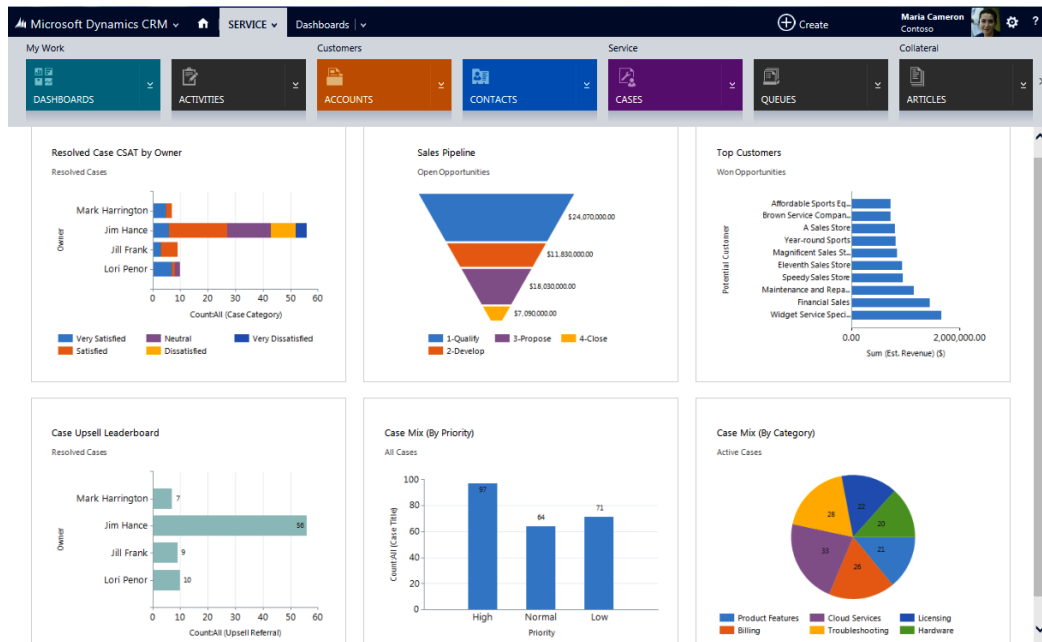 Microsoft Dynamics CRM SERVICE Dashboards Create Maria Cameron
Contoso ?
My Work Customers Service Collateral
DASHBOARDS ACTIVITIES ACCOUNTS CONTACTS CASES QUEUES ARTICLES
Resolved Case CSAT by Owner
Resolved Cases
Owner
Mark Harrington
Jim Hance
Jill Frank
Lori Penor
0 10 20 30 40 50 60
Count:All (Case Category)
Very Satisfied Neutral Very Dissatisfied
Satisfied Dissatisfied
Sales Pipeline
Open Opportunities
$24,070,000.00
$11,830,000.00
$18,030,000.00
$7,090,000.00
1-Qualify 3-Propose 4-Close
2-Develop
Top Customers
Won Opportunities
Potential Customer
Affordable Sports Eq...
Brown Service Compan...
A Sales Store
Year-round Sports
Magnificent Sales St...
Eleventh Sales Store
Speedy Sales Store
Maintenance and Repa...
Financial Sales
Widget Service Speci...
0.00 2,000,000.00
Sum (Est. Revenue) ($)
Case Upsell Leaderboard
Resolved Cases
Owner
Mark Harrington 7
Jim Hance 56
Jill Frank 9
Lori Penor 10
0 10 20 30 40 50 60
Count:All (Upsell Referral)
Case Mix (By Priority)
All Cases
Count:All (Case Title)
100
80
60
40
20
0
97 64 71
High Normal Low
Priority
Case Mix (By Category)
Active Cases
28 22 20
33 26 21
Product Features Cloud Services Licensing
Billing Troubleshooting Hardware